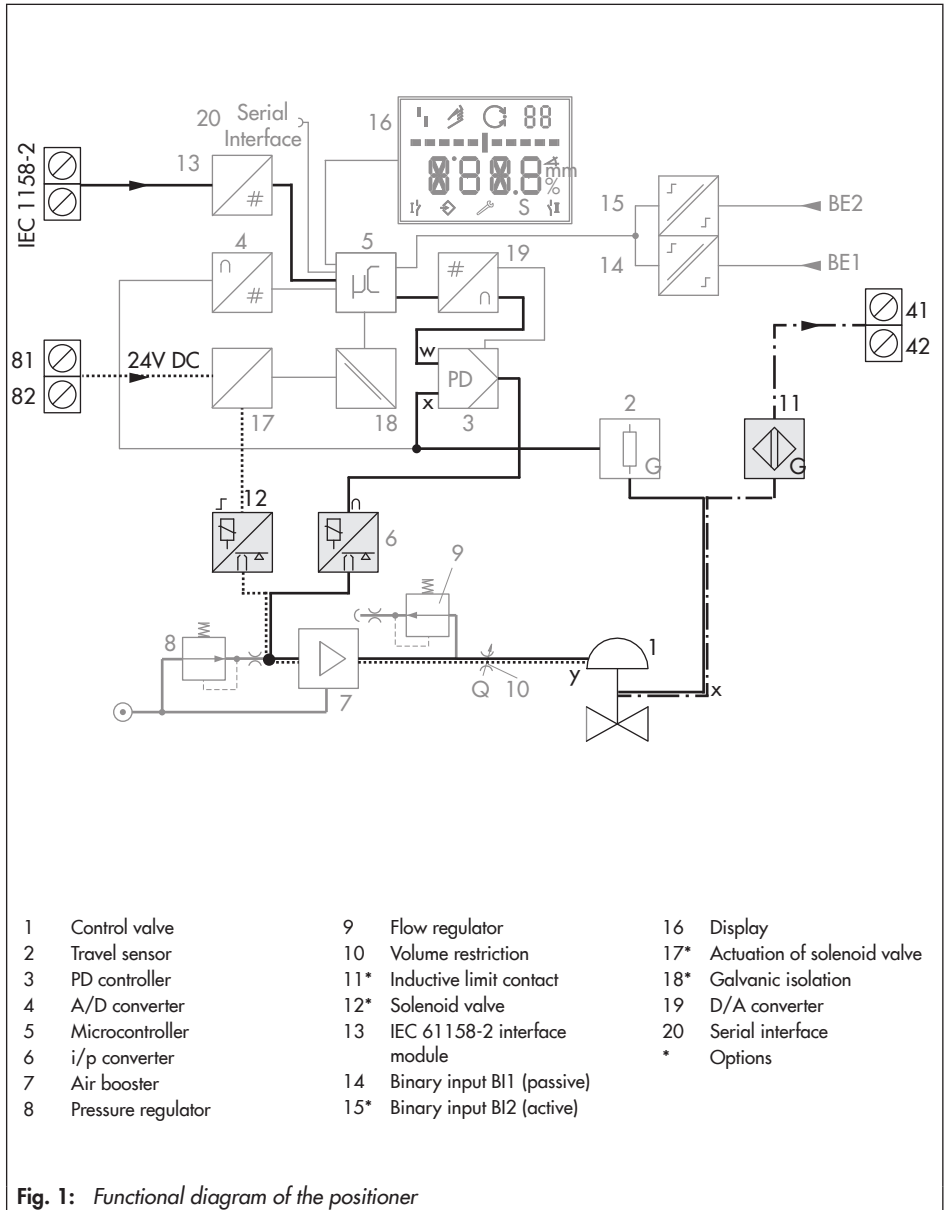 20 Serial
Interface
16
88
mm
%
S
IEC 1158-2
13
#
4
∩
#
5
µC
19
#
∩
15
BE2
14
BE1
41
42
81
82
24V DC
17
18
w
x
PD
3
2
G
11
G
12
∩
6
9
8
7
Q
10
y
1
x
1 Control valve
2 Travel sensor
3 PD controller
4 A/D converter
5 Microcontroller
6 i/p converter
7 Air booster
8 Pressure regulator
9 Flow regulator
10 Volume restriction
11* Inductive limit contact
12* Solenoid valve
13 IEC 61158-2 interface
module
14 Binary input BI1 (passive)
15* Binary input BI2 (active)
16 Display
17* Actuation of solenoid valve
18* Galvanic isolation
19 D/A converter
20 Serial interface
* Options
Fig. 1: Functional diagram of the positioner